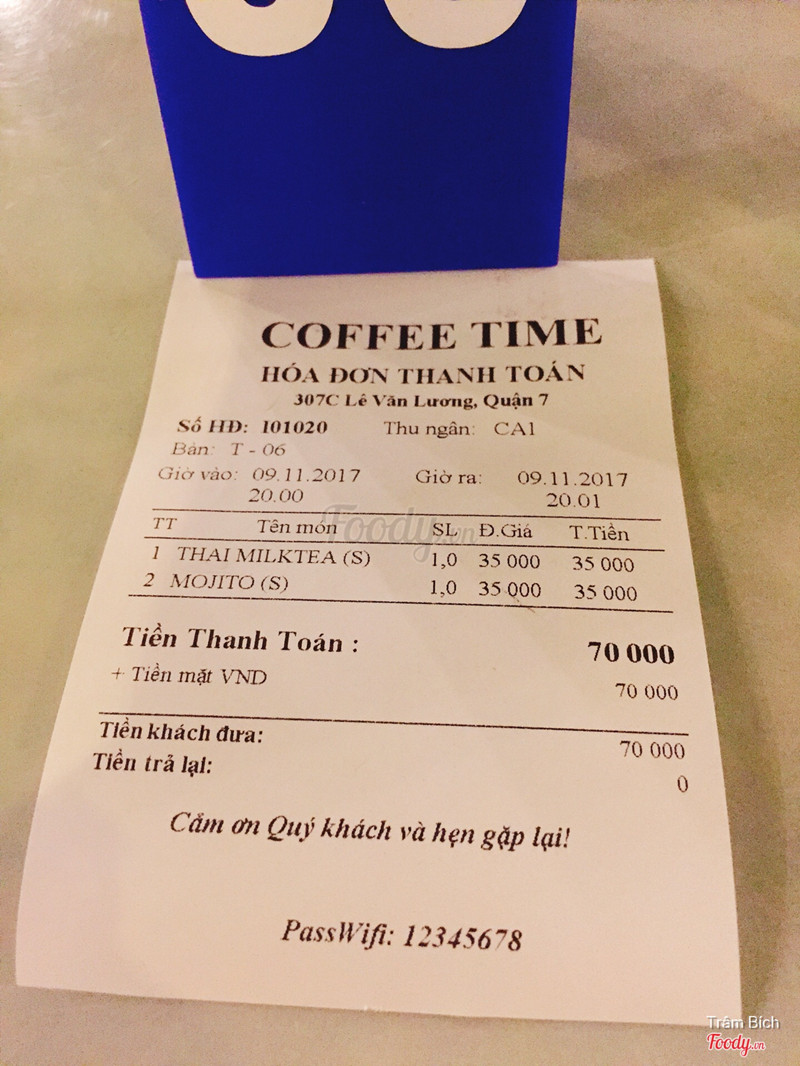 COFFEE TIME
HÓA ĐƠN THANH TOÁN
307C Lê Văn Lương, Quận 7
Số HĐ: 101020 Thu ngân: CA1
Bàn: T - 06
Giờ vào: 09.11.2017 Giờ ra: 09.11.2017
20.00 20.01
Foody.vn
TT Tên món SL Đ.Giá T.Tiền
1 THAI MILKTEA (S) 1,0 35 000 35 000
2 MOJITO (S) 1,0 35 000 35 000
Tiền Thanh Toán : 70 000
+ Tiền mặt VND 70 000
Tiền khách đưa: 70 000
Tiền trả lại: 0
Cảm ơn Quý khách và hẹn gặp lại!
PassWifi: 12345678
Trâm Bích
Foody.vn